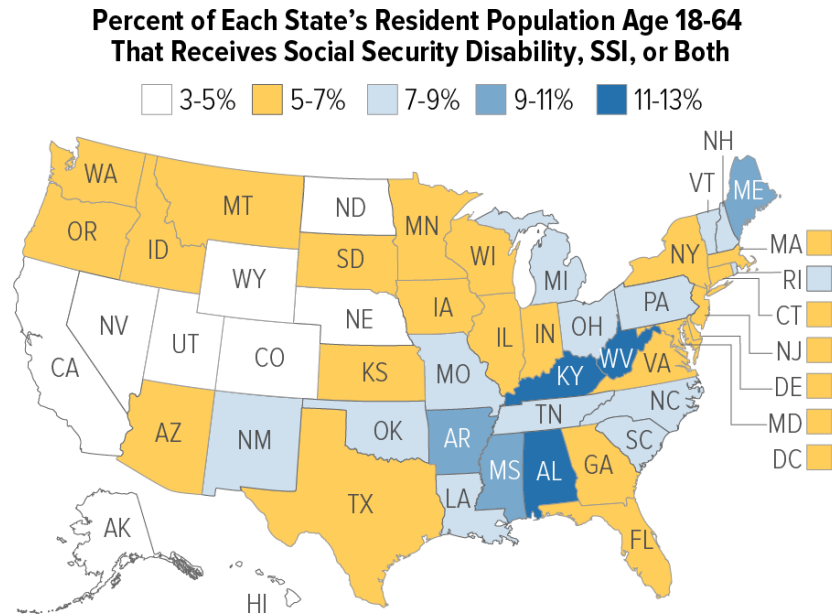 Percent of Each State's Resident Population Age 18-64
That Receives Social Security Disability, SSI, or Both
3-5% 5-7% 7-9% 9-11% 11-13%
NH
WA
VT
ME
MT
ND
MN
OR
ID
SD
WI
NY
MA
WY
MI
RI
IA
PA
NV
NE
CT
UT
IL
IN
OH
CO
NJ
CA
KS
MO
WV
VA
KY
DE
NC
TN
MD
AZ
NM
OK
AR
SC
DC
MS
AL
GA
LA
TX
AK
FL
HI